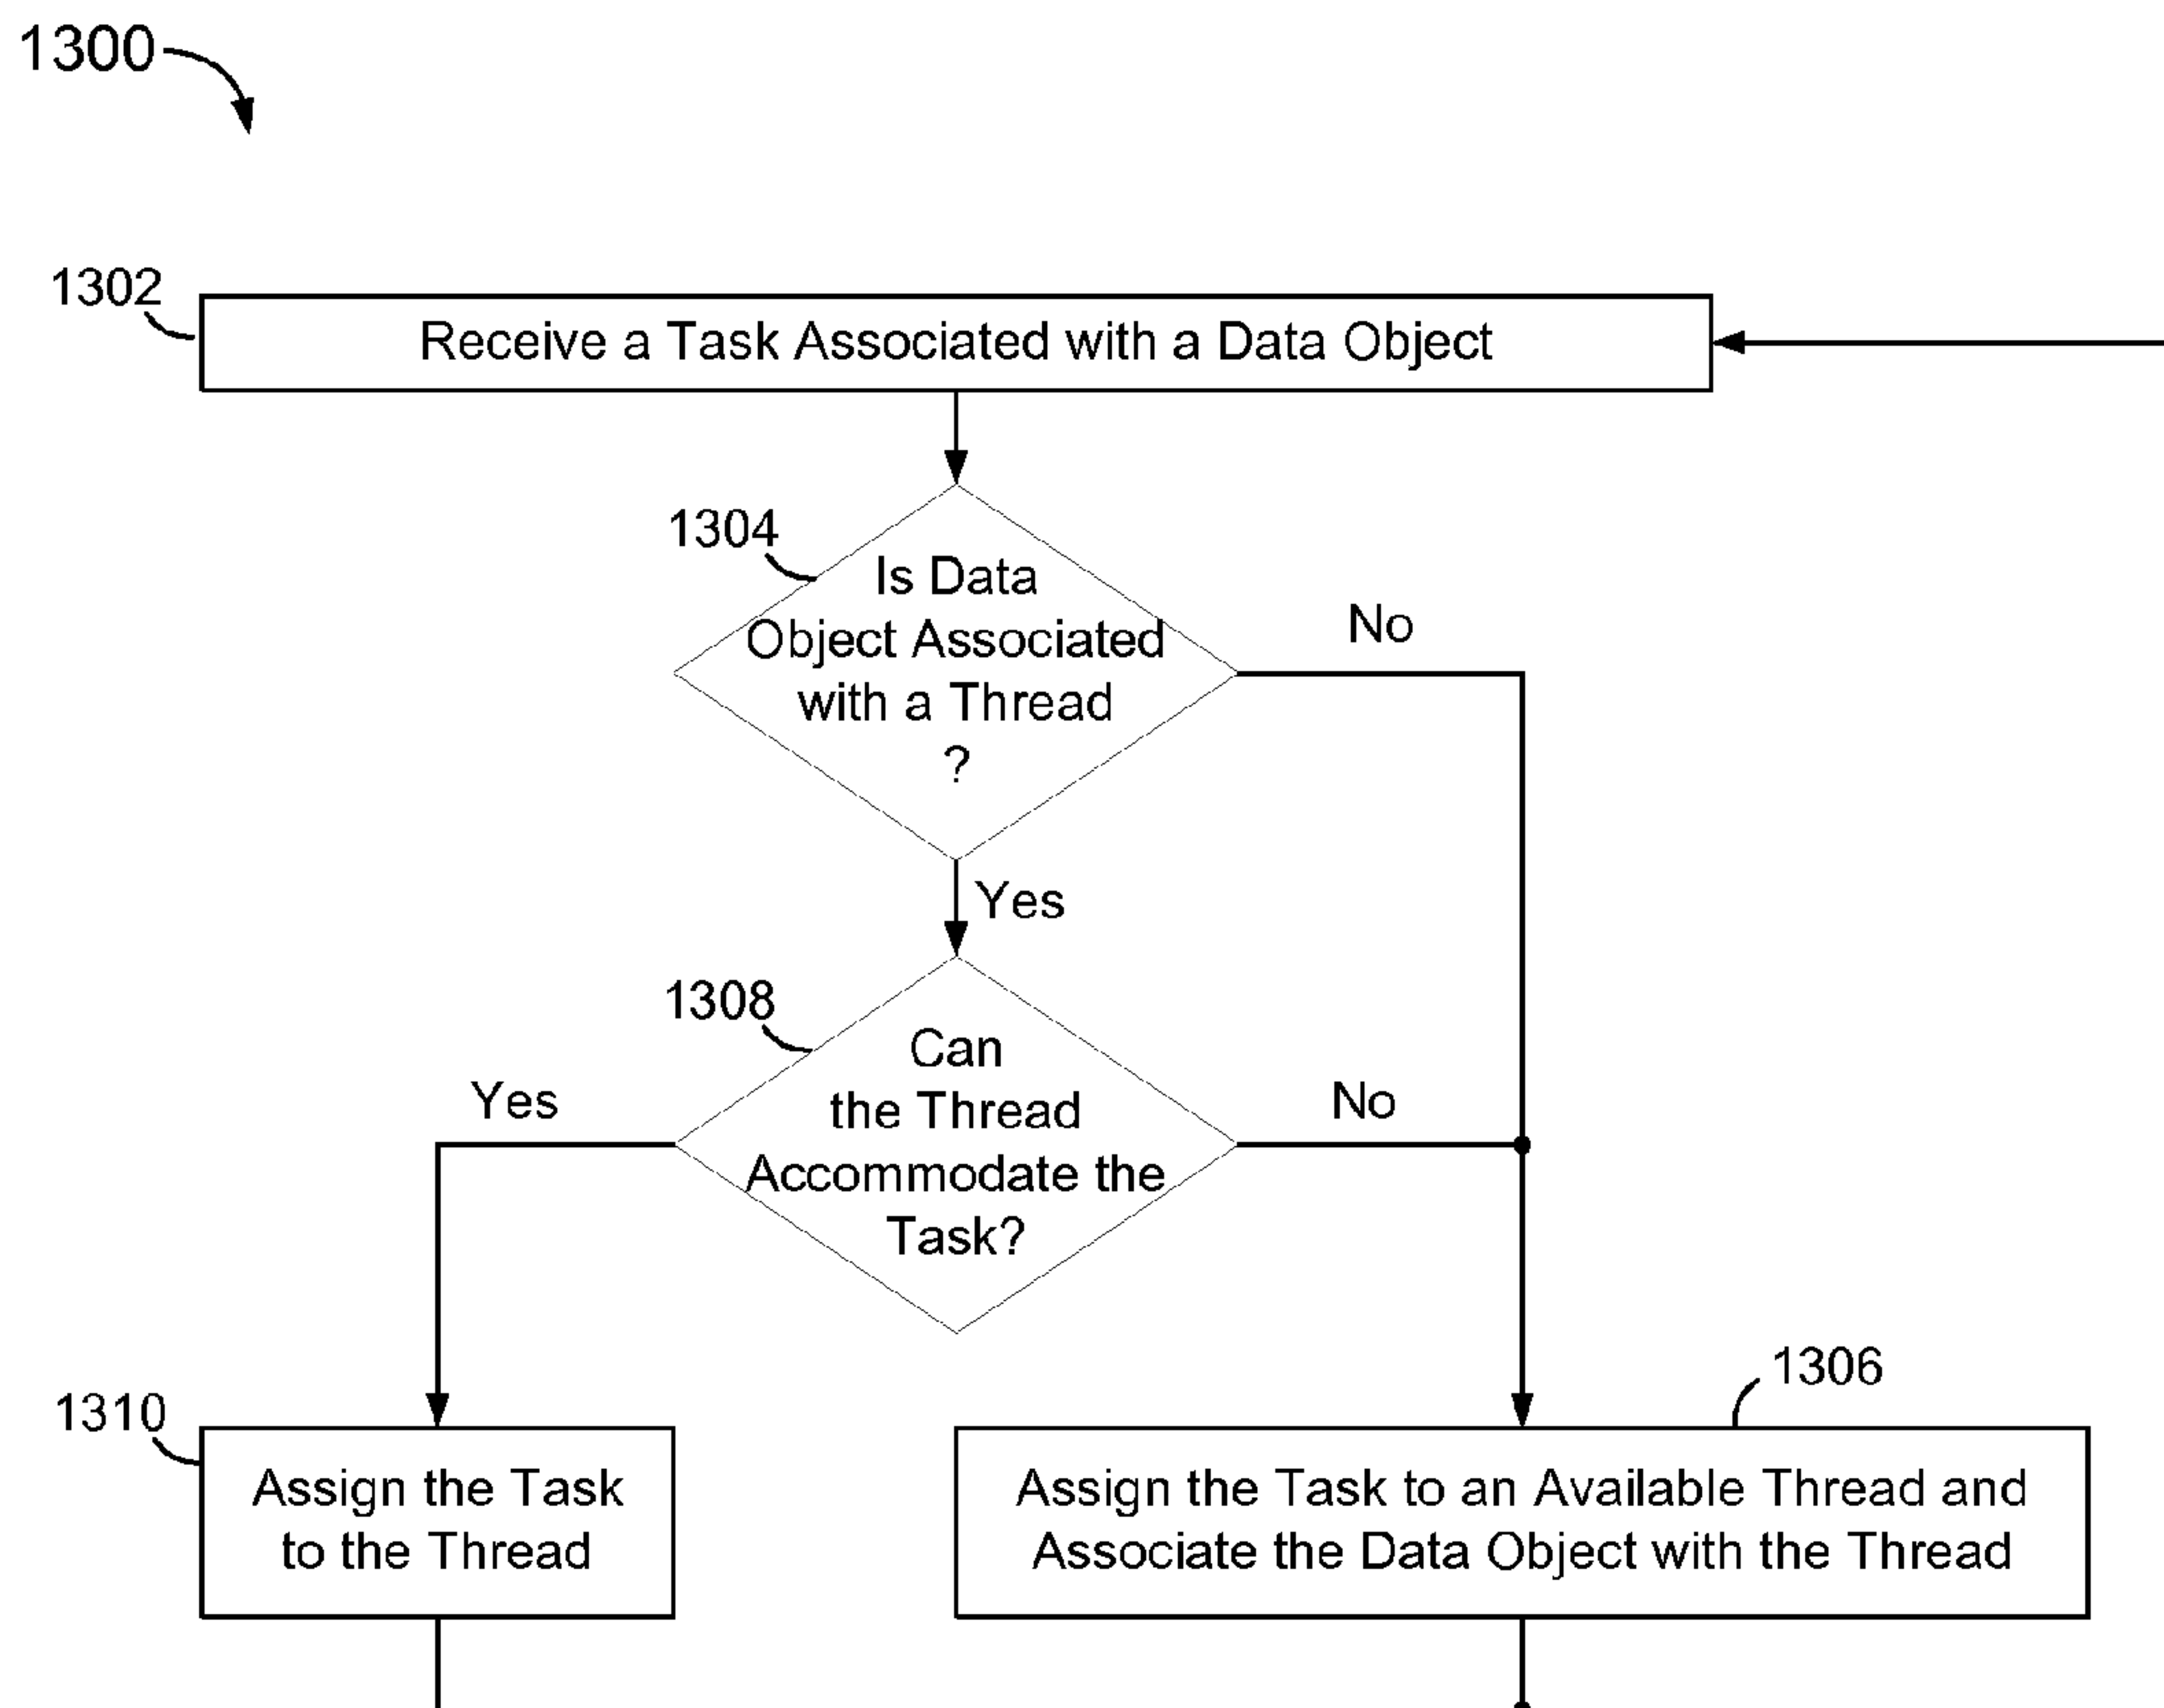 1300
1302
Receive a Task Associated with a Data Object
1304
Is Data
Object Associated
with a Thread
?
No
Yes
1308
Can
the Thread
Accommodate the
Task?
Yes
No
1306
1310
Assign the Task
to the Thread
Assign the Task to an Available Thread and
Associate the Data Object with the Thread